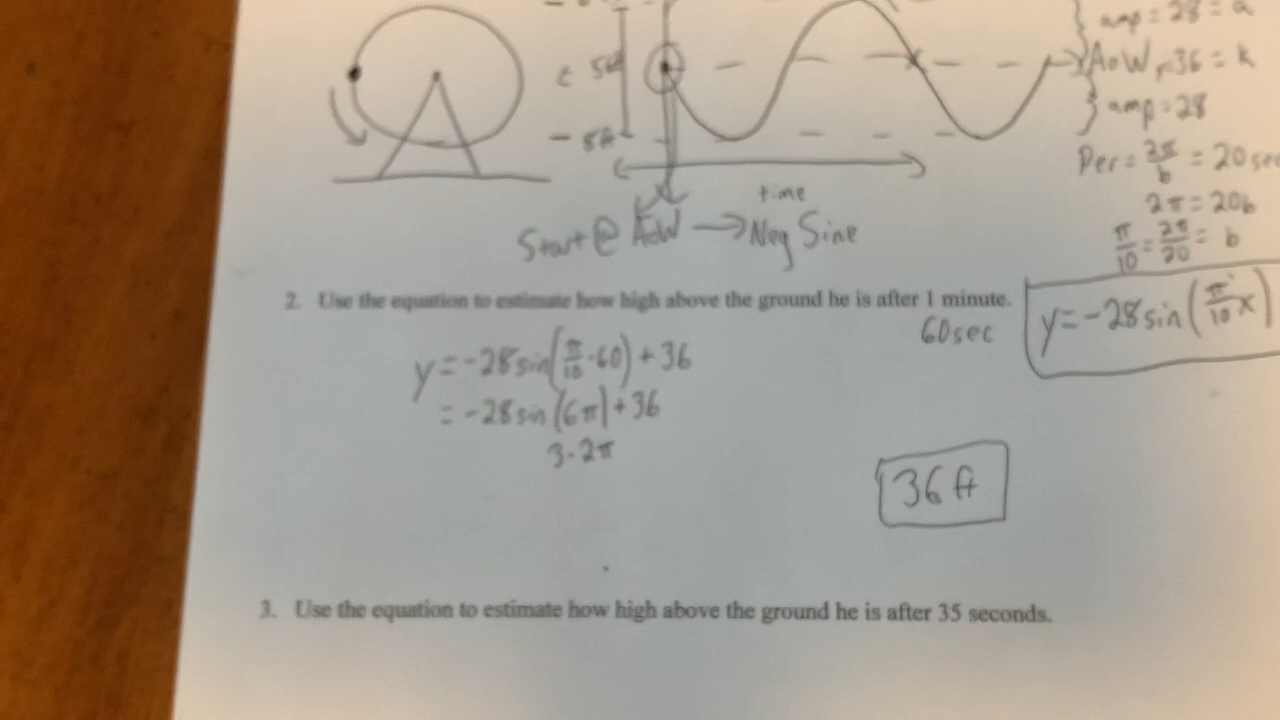 amp = 28 = a
AoW, 36 = k
amp = 28
8ft
Per = 2π/b = 20sec
2π = 20b
π/10 = 2π/20 = b
time
Start @ AoW → Neg Sine
2. Use the equation to estimate how high above the ground he is after 1 minute.
60sec
y = -28 sin(π/10 x)
y = -28 sin(π/10 · 60) + 36
= -28 sin (6π) + 36
3·2π
36 ft
3. Use the equation to estimate how high above the ground he is after 35 seconds.